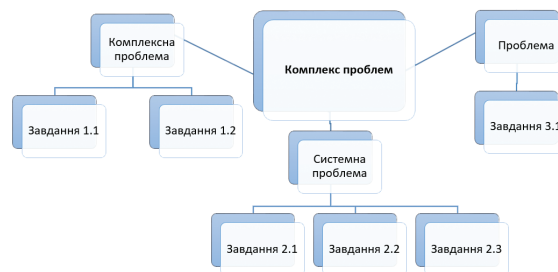 Комплексна
проблема
Комплекс проблем
Проблема
Завдання 1.1
Завдання 1.2
Завдання 3.1
Системна
проблема
Завдання 2.1
Завдання 2.2
Завдання 2.3